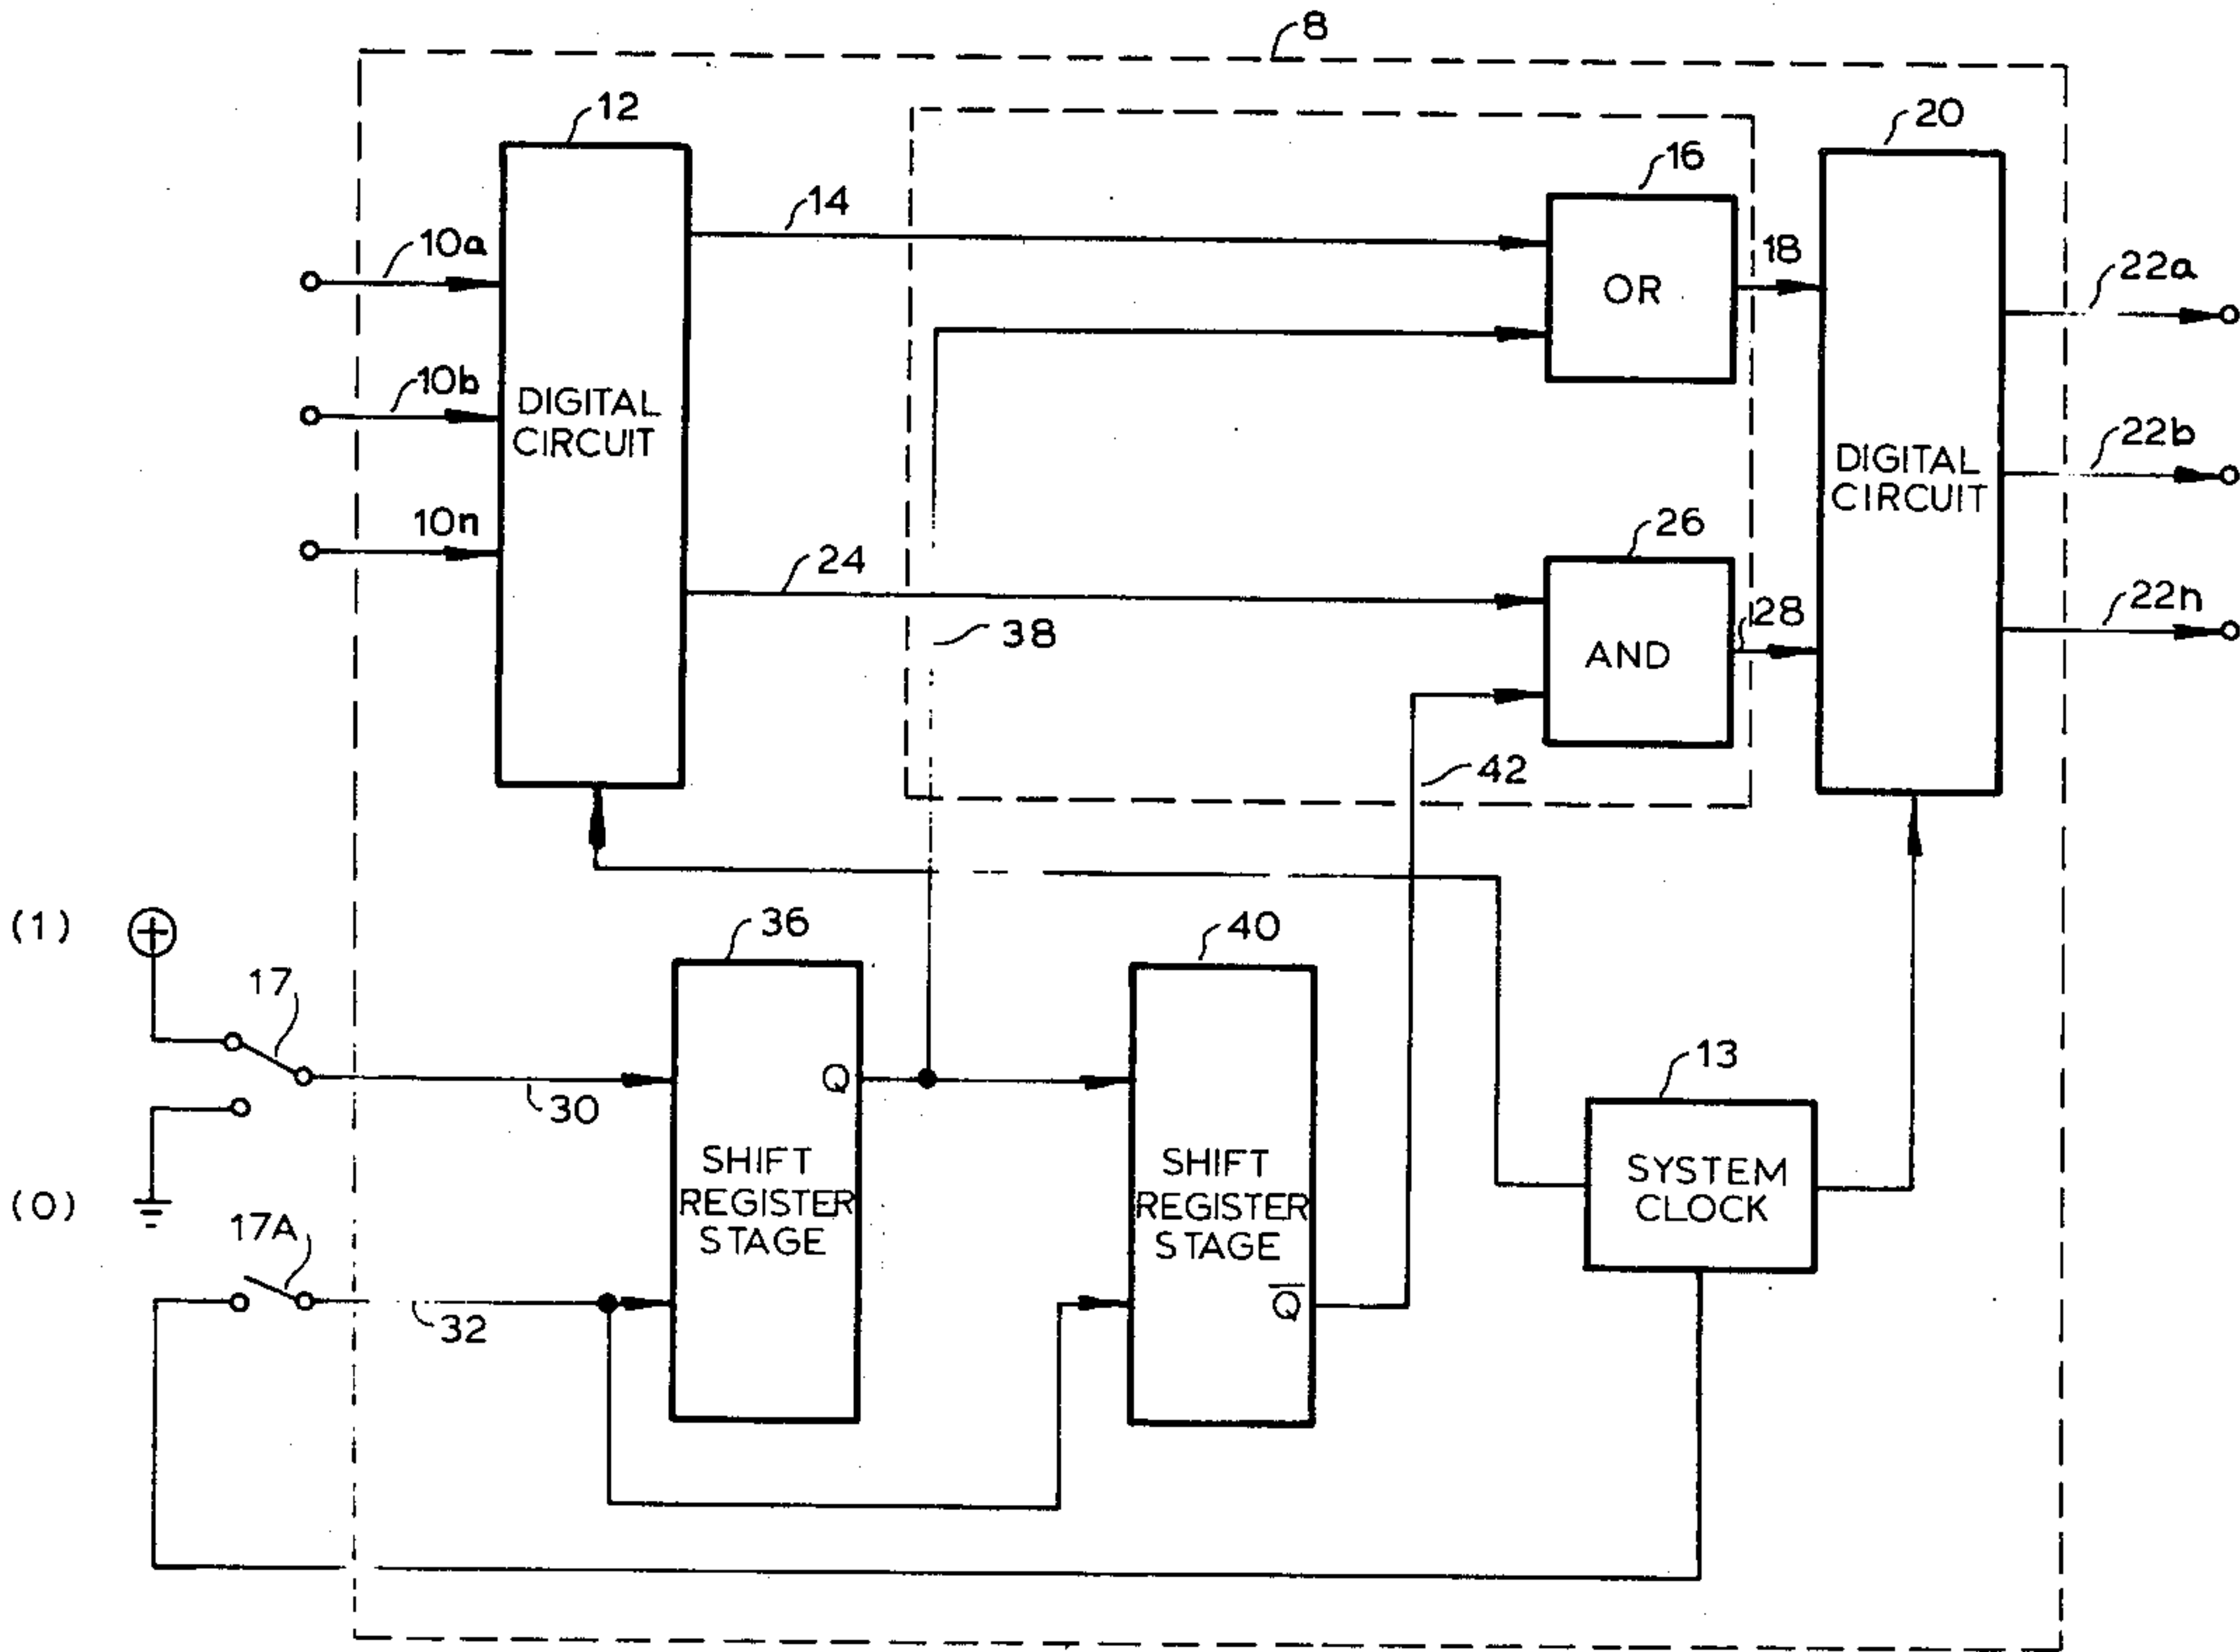 8
12
20
16
14
18
10a
OR
22a
10b
DIGITAL
CIRCUIT
22b
DIGITAL
CIRCUIT
10n
26
24
28
22n
38
AND
42
(1)
+
36
40
17
13
Q
30
SHIFT
REGISTER
STAGE
SHIFT
REGISTER
STAGE
SYSTEM
CLOCK
(0)
17A
Q̅
32